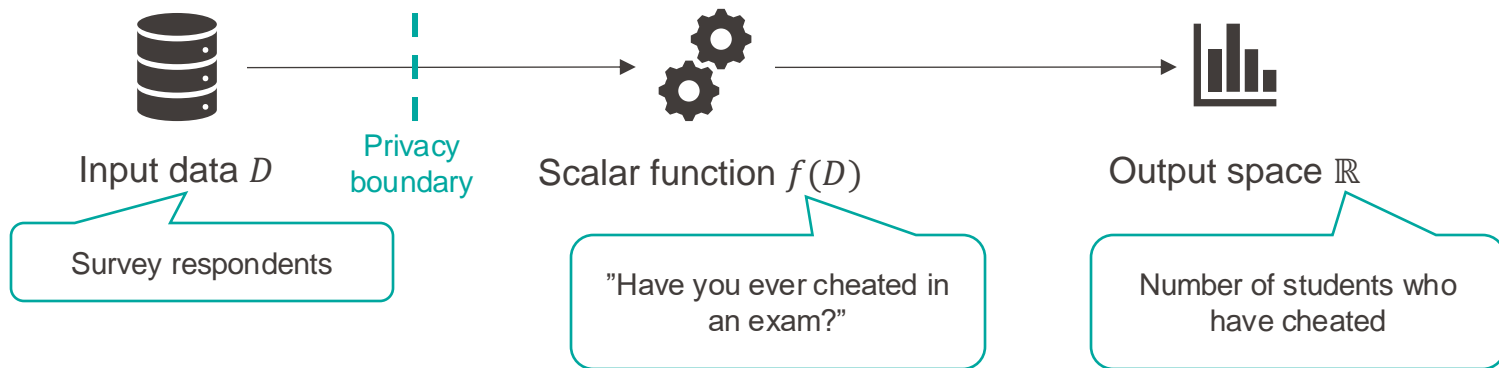 Input data D
Privacy
boundary
Scalar function f(D)
Output space ℝ
Survey respondents
”Have you ever cheated in
an exam?”
Number of students who
have cheated